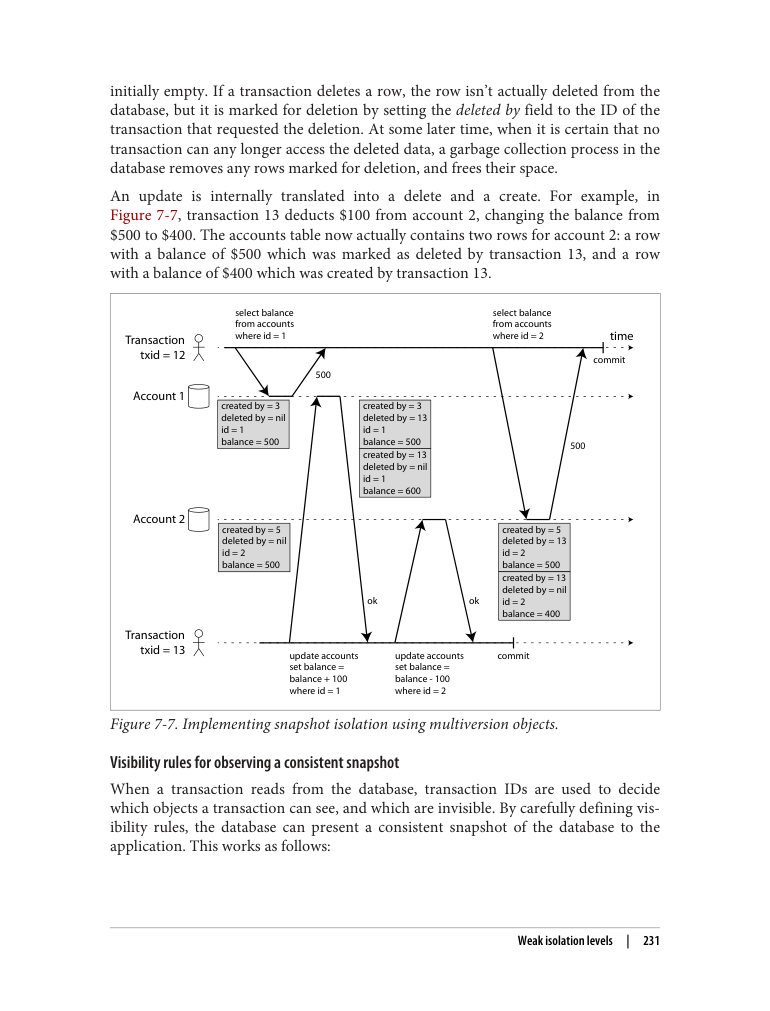 initially empty. If a transaction deletes a row, the row isn’t actually deleted from the
database, but it is marked for deletion by setting the deleted by field to the ID of the
transaction that requested the deletion. At some later time, when it is certain that no
transaction can any longer access the deleted data, a garbage collection process in the
database removes any rows marked for deletion, and frees their space.
An update is internally translated into a delete and a create. For example, in
Figure 7-7, transaction 13 deducts $100 from account 2, changing the balance from
$500 to $400. The accounts table now actually contains two rows for account 2: a row
with a balance of $500 which was marked as deleted by transaction 13, and a row
with a balance of $400 which was created by transaction 13.
select balance
from accounts
where id = 1
select balance
from accounts
where id = 2
Transaction
txid = 12
time
commit
500
Account 1
created by = 3
deleted by = nil
id = 1
balance = 500
created by = 3
deleted by = 13
id = 1
balance = 500
created by = 13
deleted by = nil
id = 1
balance = 600
500
Account 2
created by = 5
deleted by = nil
id = 2
balance = 500
created by = 5
deleted by = 13
id = 2
balance = 500
created by = 13
deleted by = nil
id = 2
balance = 400
ok
ok
Transaction
txid = 13
update accounts
set balance =
balance + 100
where id = 1
update accounts
set balance =
balance - 100
where id = 2
commit
Figure 7-7. Implementing snapshot isolation using multiversion objects.
Visibility rules for observing a consistent snapshot
When a transaction reads from the database, transaction IDs are used to decide
which objects a transaction can see, and which are invisible. By carefully defining vis-
ibility rules, the database can present a consistent snapshot of the database to the
application. This works as follows:
Weak isolation levels | 231